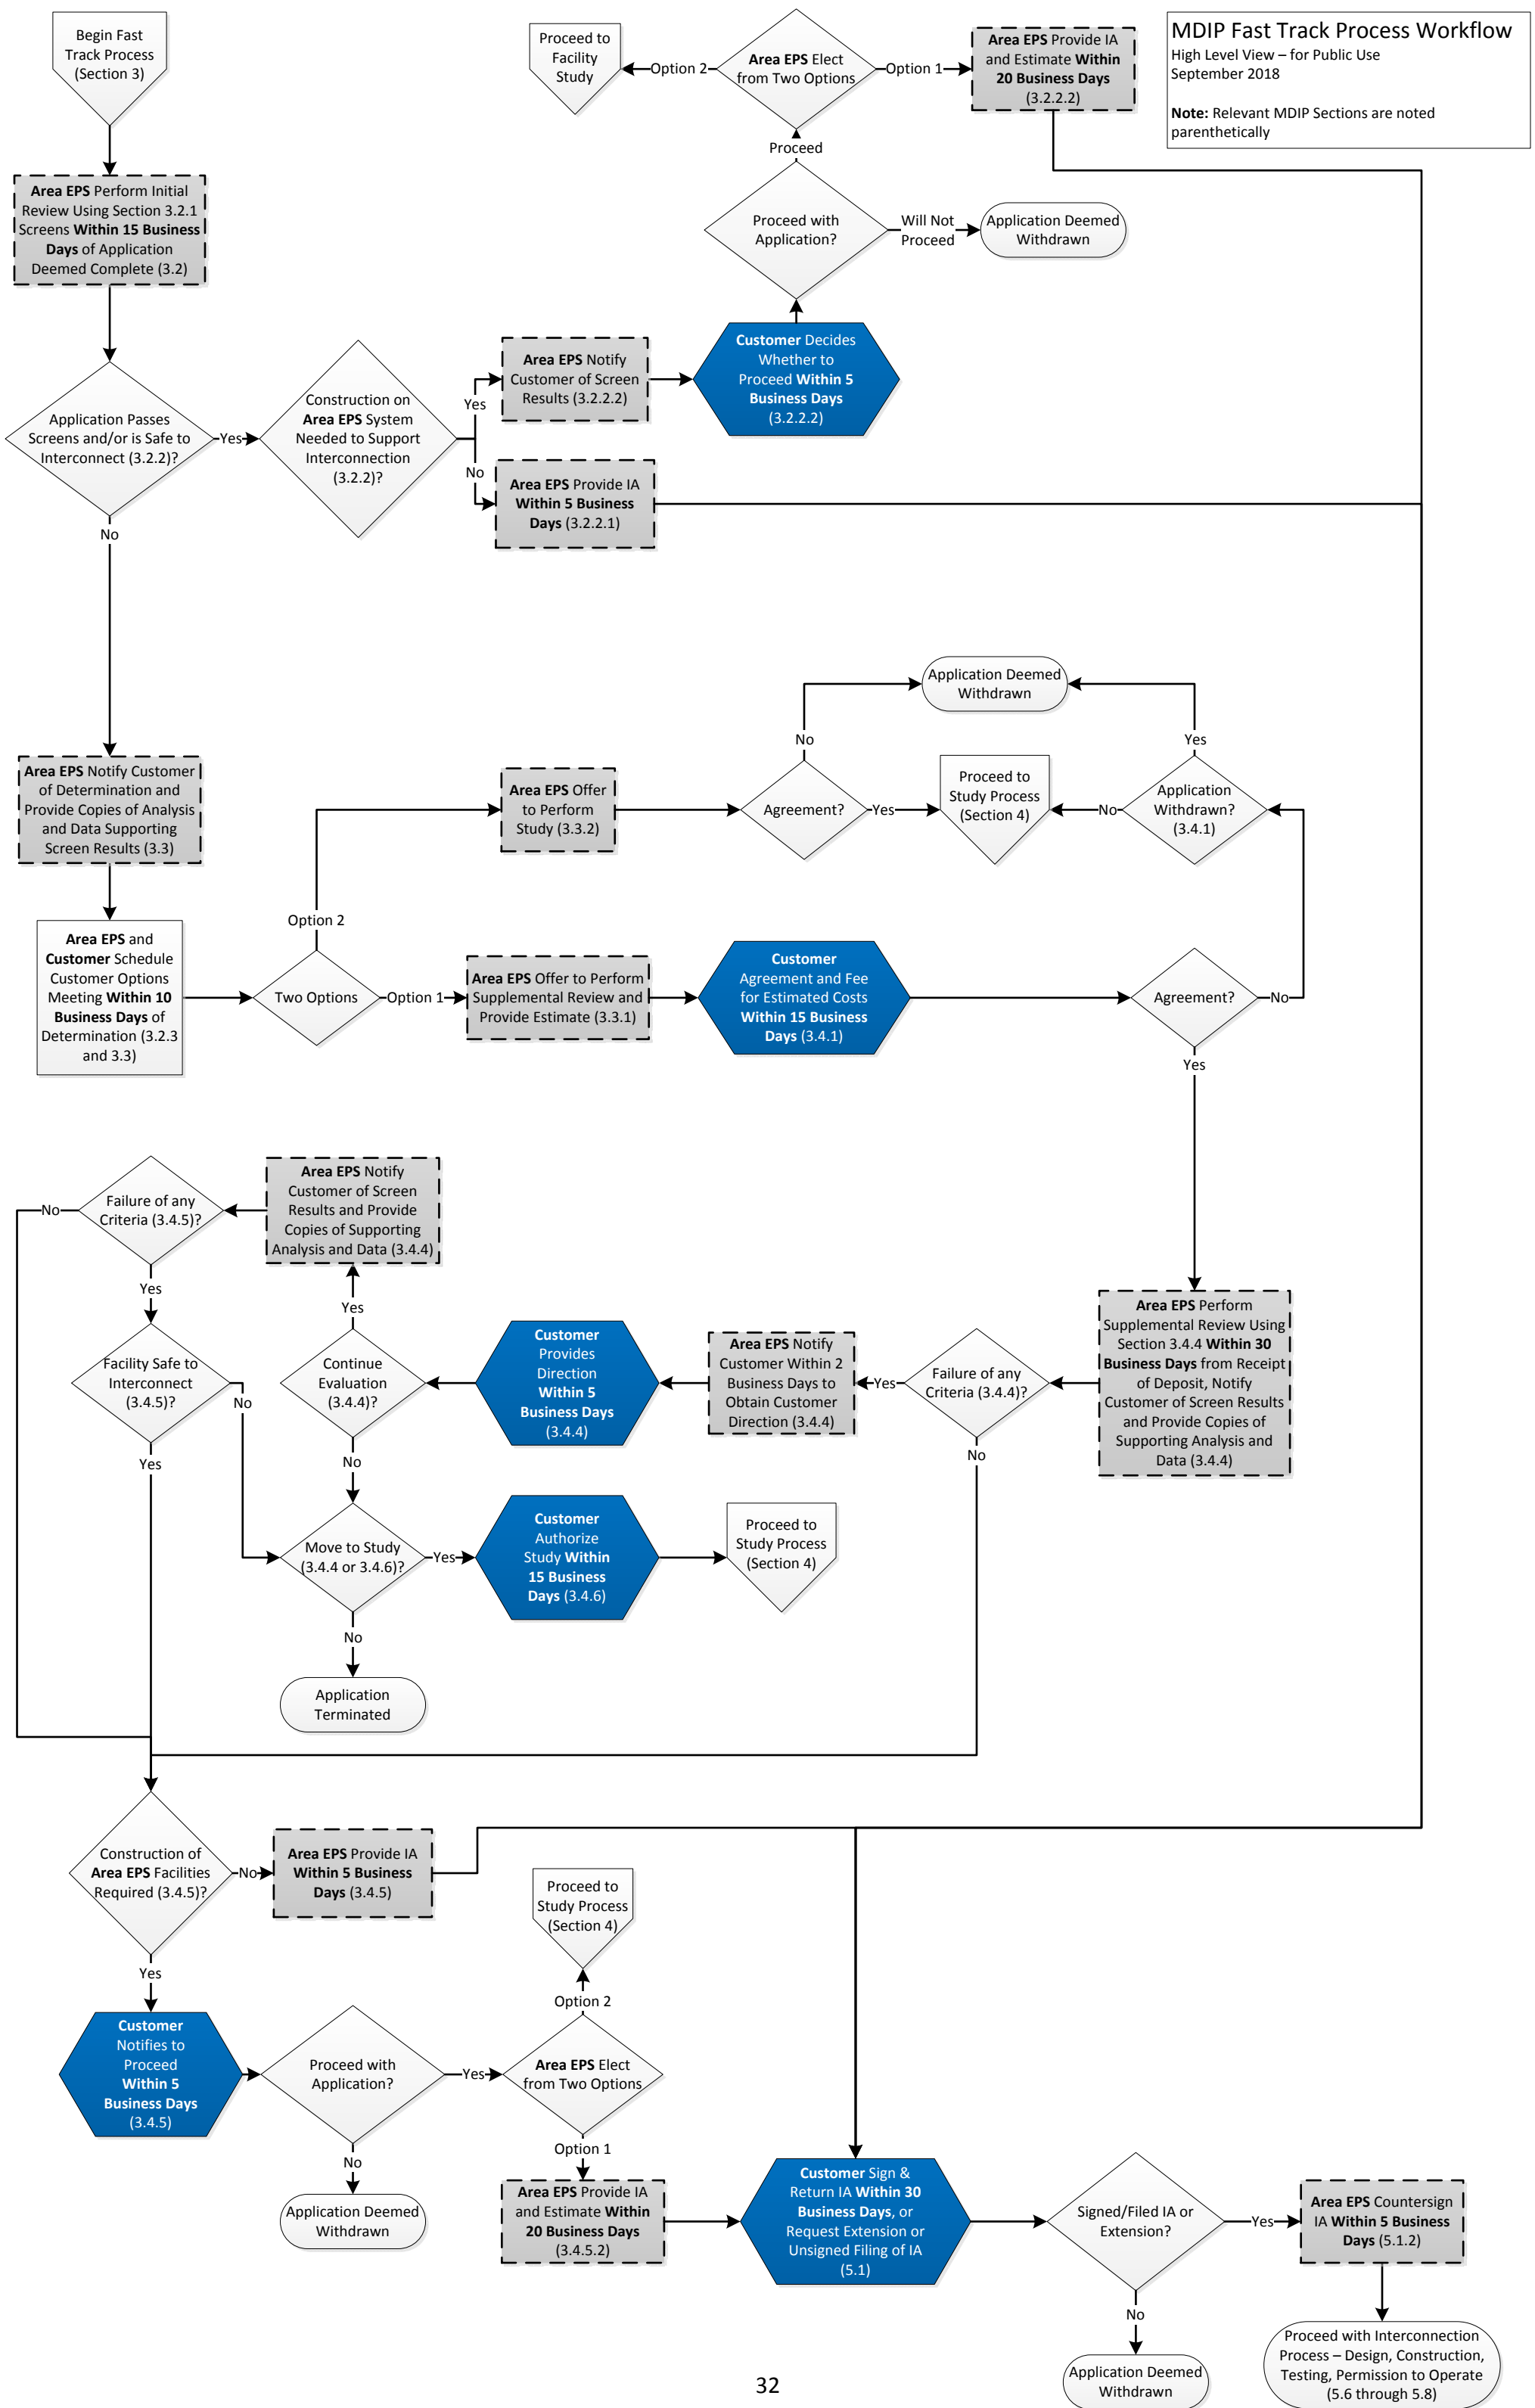 MDIP Fast Track Process Workflow
High Level View – for Public Use
September 2018
Note: Relevant MDIP Sections are noted
parenthetically
Begin Fast
Track Process
(Section 3)
Proceed to
Facility
Study
Option 2
Area EPS Elect
from Two Options
Option 1
Area EPS Provide IA
and Estimate Within
20 Business Days
(3.2.2.2)
Proceed
Area EPS Perform Initial
Review Using Section 3.2.1
Screens Within 15 Business
Days of Application
Deemed Complete (3.2)
Proceed with
Application?
Will Not
Proceed
Application Deemed
Withdrawn
Application Passes
Screens and/or is Safe to
Interconnect (3.2.2)?
Yes
Construction on
Area EPS System
Needed to Support
Interconnection
(3.2.2)?
Yes
Area EPS Notify
Customer of Screen
Results (3.2.2.2)
Customer Decides
Whether to
Proceed Within 5
Business Days
(3.2.2.2)
No
Area EPS Provide IA
Within 5 Business
Days (3.2.2.1)
No
Application Deemed
Withdrawn
No
Yes
Area EPS Notify Customer
of Determination and
Provide Copies of Analysis
and Data Supporting
Screen Results (3.3)
Area EPS Offer
to Perform
Study (3.3.2)
Agreement?
Yes
Proceed to
Study Process
(Section 4)
No
Application
Withdrawn?
(3.4.1)
Option 2
Area EPS and
Customer Schedule
Customer Options
Meeting Within 10
Business Days of
Determination (3.2.3
and 3.3)
Two Options
Option 1
Area EPS Offer to Perform
Supplemental Review and
Provide Estimate (3.3.1)
Customer
Agreement and Fee
for Estimated Costs
Within 15 Business
Days (3.4.1)
Agreement?
No
Yes
No
Failure of any
Criteria (3.4.5)?
Area EPS Notify
Customer of Screen
Results and Provide
Copies of Supporting
Analysis and Data (3.4.4)
Yes
Yes
Facility Safe to
Interconnect
(3.4.5)?
No
Continue
Evaluation
(3.4.4)?
Customer
Provides
Direction
Within 5
Business Days
(3.4.4)
Area EPS Notify
Customer Within 2
Business Days to
Obtain Customer
Direction (3.4.4)
Yes
Failure of any
Criteria (3.4.4)?
Area EPS Perform
Supplemental Review Using
Section 3.4.4 Within 30
Business Days from Receipt
of Deposit, Notify
Customer of Screen Results
and Provide Copies of
Supporting Analysis and
Data (3.4.4)
Yes
No
No
Move to Study
(3.4.4 or 3.4.6)?
Yes
Customer
Authorize
Study Within
15 Business
Days (3.4.6)
Proceed to
Study Process
(Section 4)
No
Application
Terminated
Construction of
Area EPS Facilities
Required (3.4.5)?
No
Area EPS Provide IA
Within 5 Business
Days (3.4.5)
Proceed to
Study Process
(Section 4)
Yes
Option 2
Customer
Notifies to
Proceed
Within 5
Business Days
(3.4.5)
Proceed with
Application?
Yes
Area EPS Elect
from Two Options
Option 1
No
Application Deemed
Withdrawn
Area EPS Provide IA
and Estimate Within
20 Business Days
(3.4.5.2)
Customer Sign &
Return IA Within 30
Business Days, or
Request Extension or
Unsigned Filing of IA
(5.1)
Signed/Filed IA or
Extension?
Yes
Area EPS Countersign
IA Within 5 Business
Days (5.1.2)
No
Application Deemed
Withdrawn
Proceed with Interconnection
Process – Design, Construction,
Testing, Permission to Operate
(5.6 through 5.8)
32